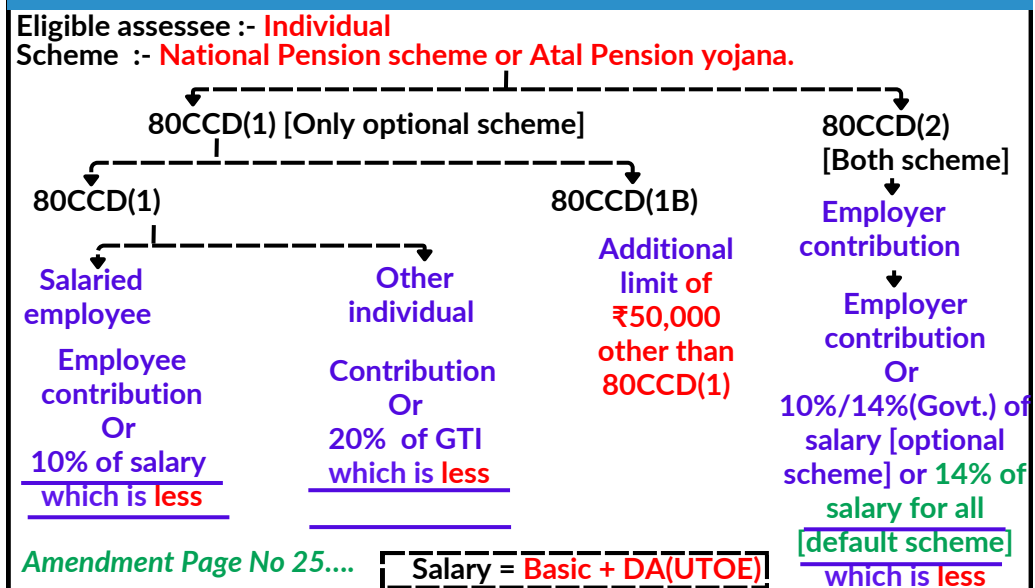 Eligible assessee :- Individual
Scheme :- National Pension scheme or Atal Pension yojana.
80CCD(1) [Only optional scheme]
80CCD(2)
[Both scheme]
80CCD(1)
80CCD(1B)
Salaried
employee
Employee
contribution
Or
10% of salary
which is less
Other
individual
Contribution
Or
20% of GTI
which is less
Additional
limit of
₹50,000
other than
80CCD(1)
Employer
contribution
Employer
contribution
Or
10%/14%(Govt.) of
salary [optional
scheme] or 14% of
salary for all
[default scheme]
which is less
Amendment Page No 25....
Salary = Basic + DA(UTOE)